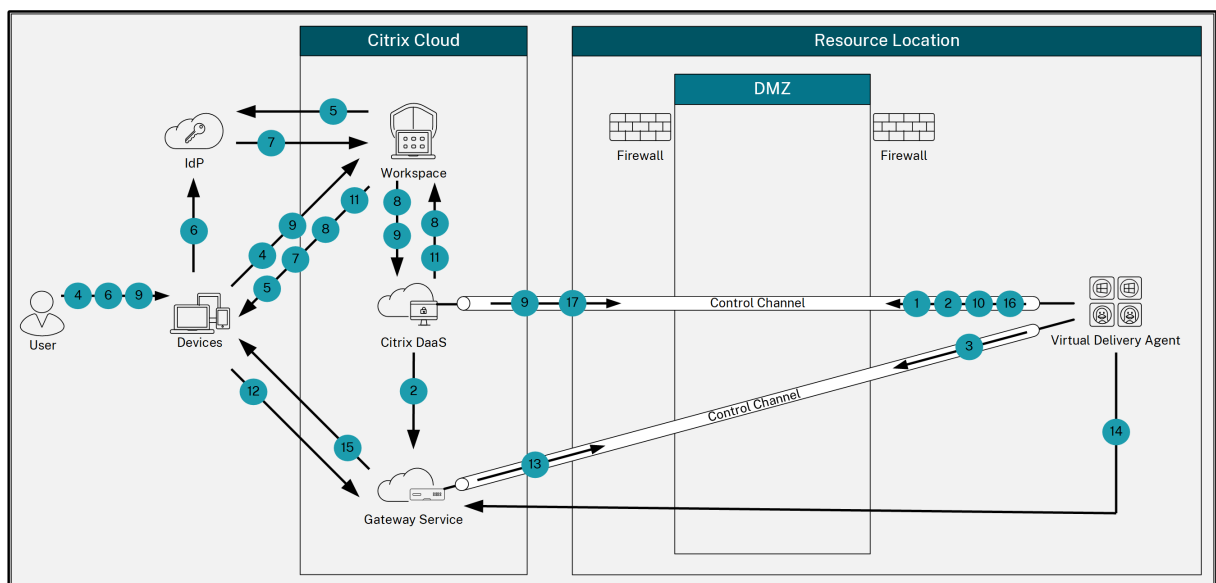 Citrix Cloud
Resource Location
DMZ
5
7
IdP
Workspace
Firewall
Firewall
11
8
9
8
6
4
9
7
8
5
11
4 6 9
User
Devices
Citrix DaaS
9 17
Control Channel
1 2 10 16
Virtual Delivery Agent
3
12
2
Control Channel
14
15
13
Gateway Service